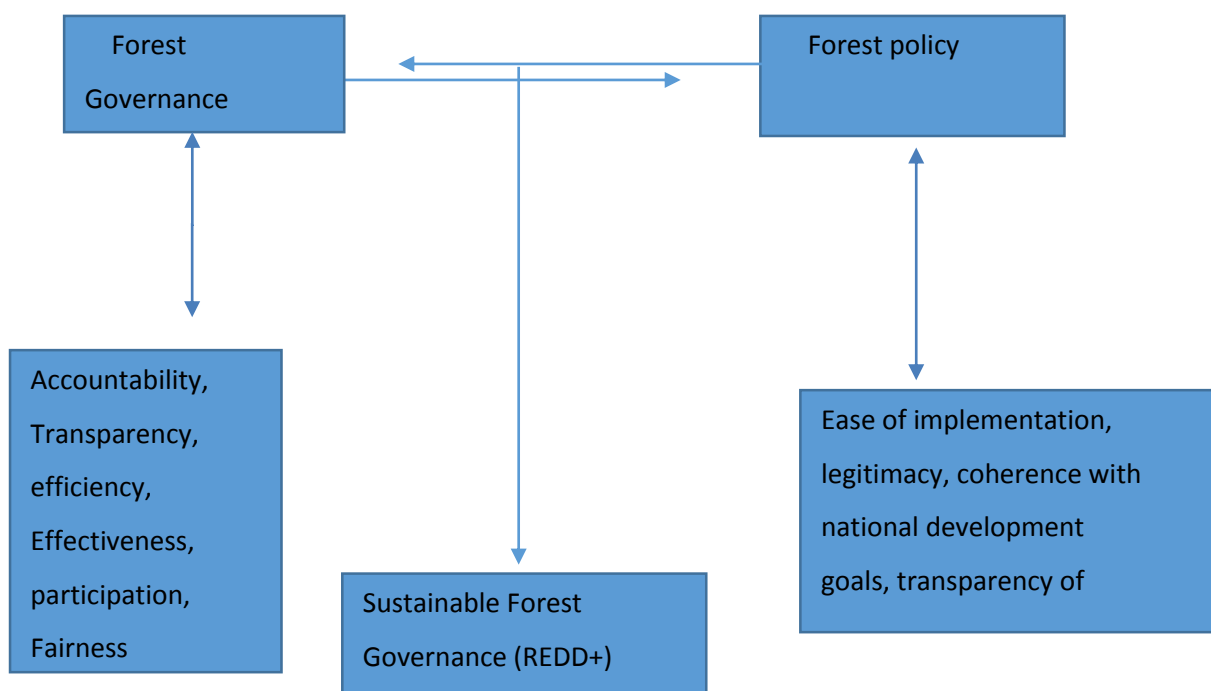 Forest
Governance
Forest policy
Accountability,
Transparency,
efficiency,
Effectiveness,
participation,
Fairness
Sustainable Forest
Governance (REDD+)
Ease of implementation,
legitimacy, coherence with
national development
goals, transparency of